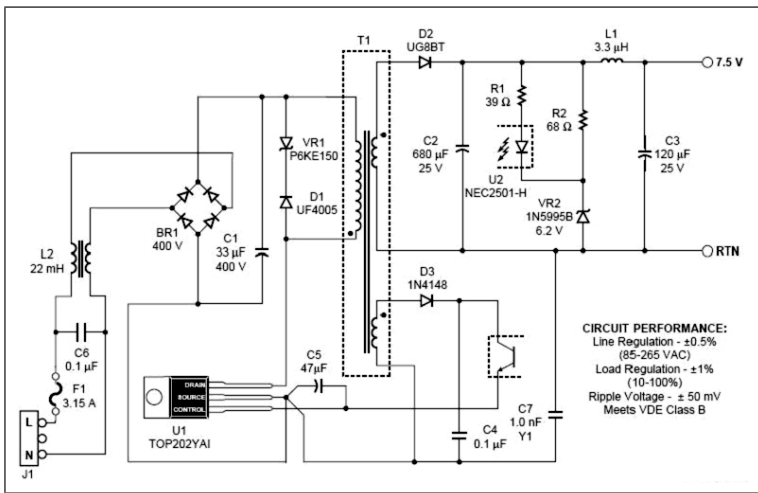 D2
UG8BT
T1
L1
3.3 µH
7.5 V
R1
39 Ω
R2
68 Ω
VR1
P6KE150
C2
680 µF
25 V
C3
120 µF
25 V
U2
NEC2501-H
D1
UF4005
BR1
400 V
C1
33 µF
400 V
VR2
1N5995B
6.2 V
L2
22 mH
RTN
D3
1N4148
C6
0.1 µF
F1
3.15 A
C5
47µF
CIRCUIT PERFORMANCE:
Line Regulation - ±0.5%
(85-265 VAC)
Load Regulation - ±1%
(10-100%)
Ripple Voltage - ± 50 mV
Meets VDE Class B
DRAIN
SOURCE
CONTROL
U1
TOP202YAI
C4
0.1 µF
C7
1.0 nF
Y1
L
N
J1